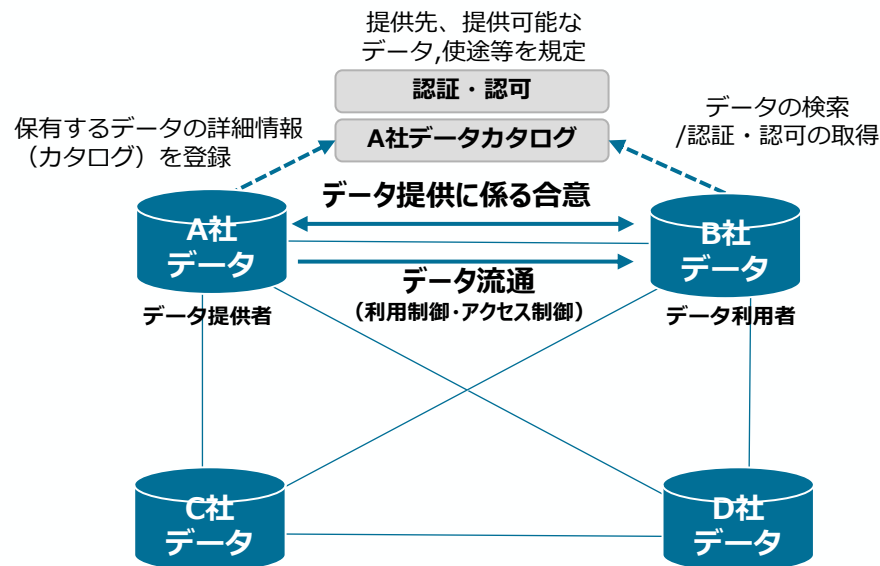 提供先、提供可能な
データ,使途等を規定
認証・認可
A社データカタログ
保有するデータの詳細情報
（カタログ）を登録
データの検索
/認証・認可の取得
データ提供に係る合意
A社
データ
B社
データ
データ流通
（利用制御・アクセス制御）
データ提供者
データ利用者
C社
データ
D社
データ